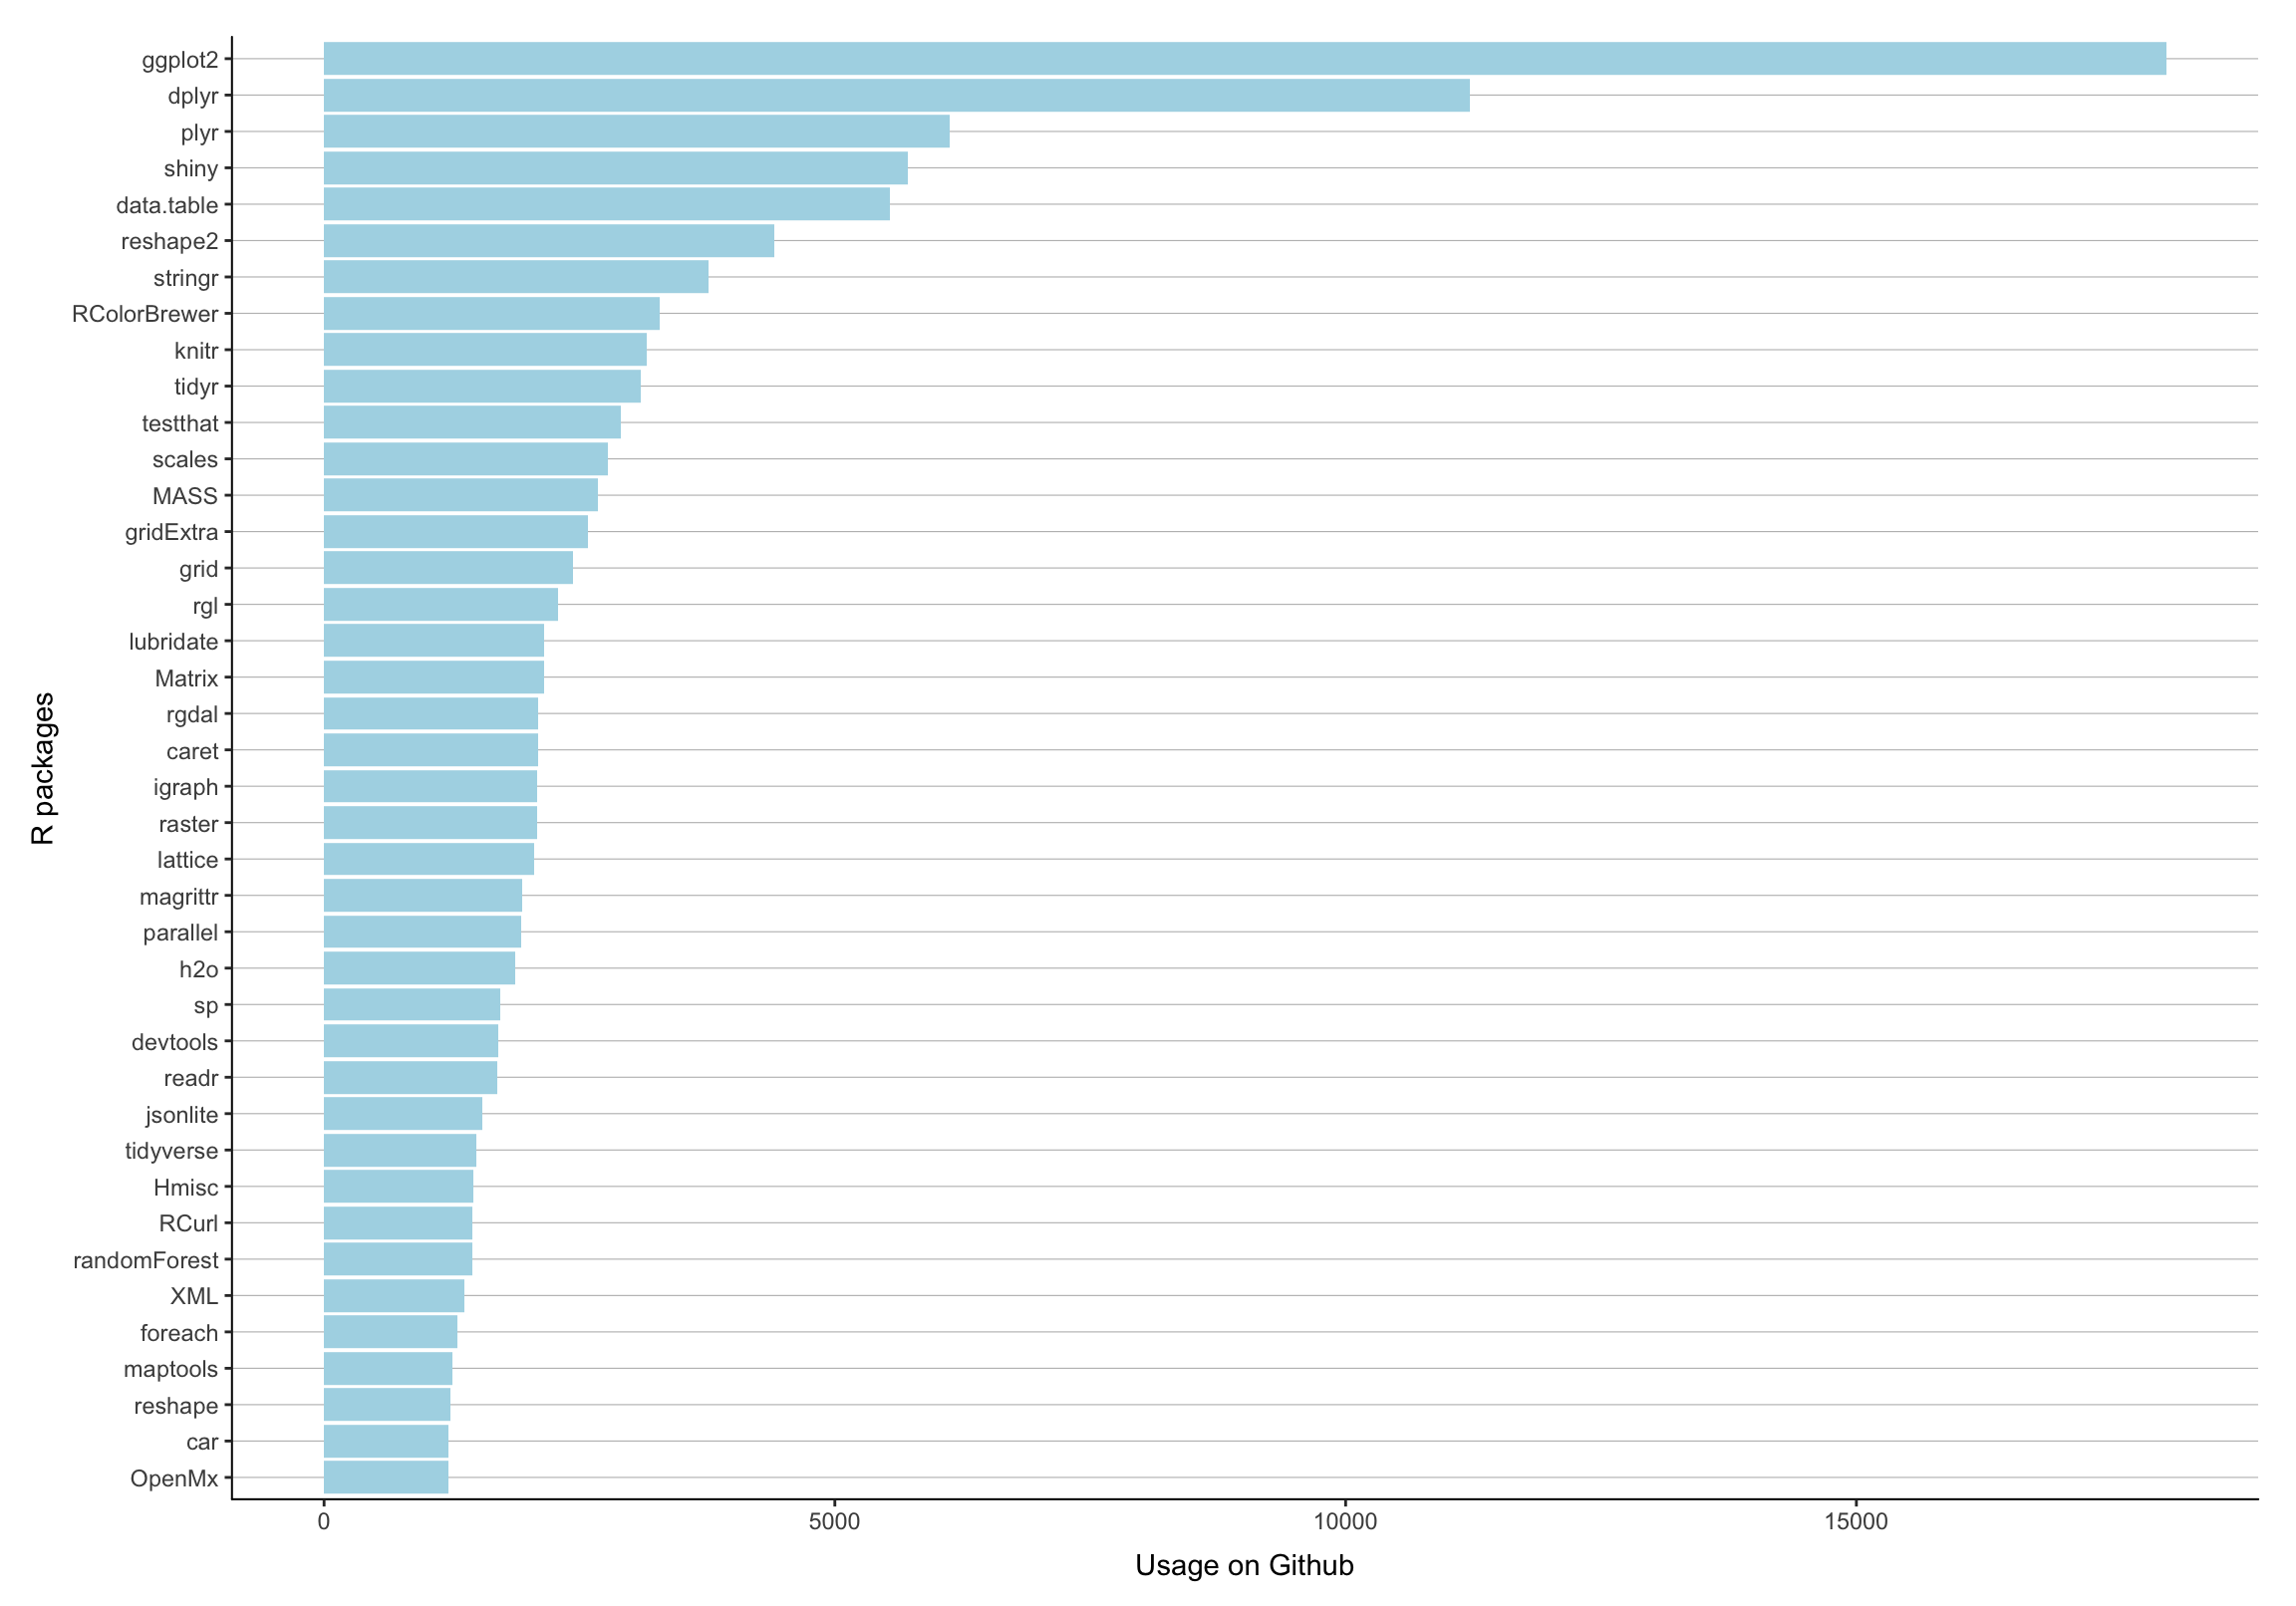 ggplot2
dplyr
plyr
shiny
data.table
reshape2
stringr
RColorBrewer
knitr
tidyr
testthat
scales
MASS
gridExtra
grid
rgl
lubridate
Matrix
rgdal
caret
igraph
raster
lattice
magrittr
parallel
h2o
sp
devtools
readr
jsonlite
tidyverse
Hmisc
RCurl
randomForest
XML
foreach
maptools
reshape
car
OpenMx
R packages
0 5000 10000 15000
Usage on Github